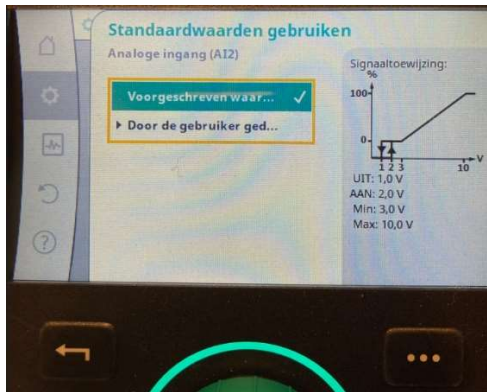 Standaardwaarden gebruiken
Analoge ingang (AI2)
Voorgeschreven waar...
Door de gebruiker ged...
Signaaltoewijzing:
%
100
0
1 2 3 10 V
UIT: 1,0 V
AAN: 2,0 V
Min: 3,0 V
Max: 10,0 V
?